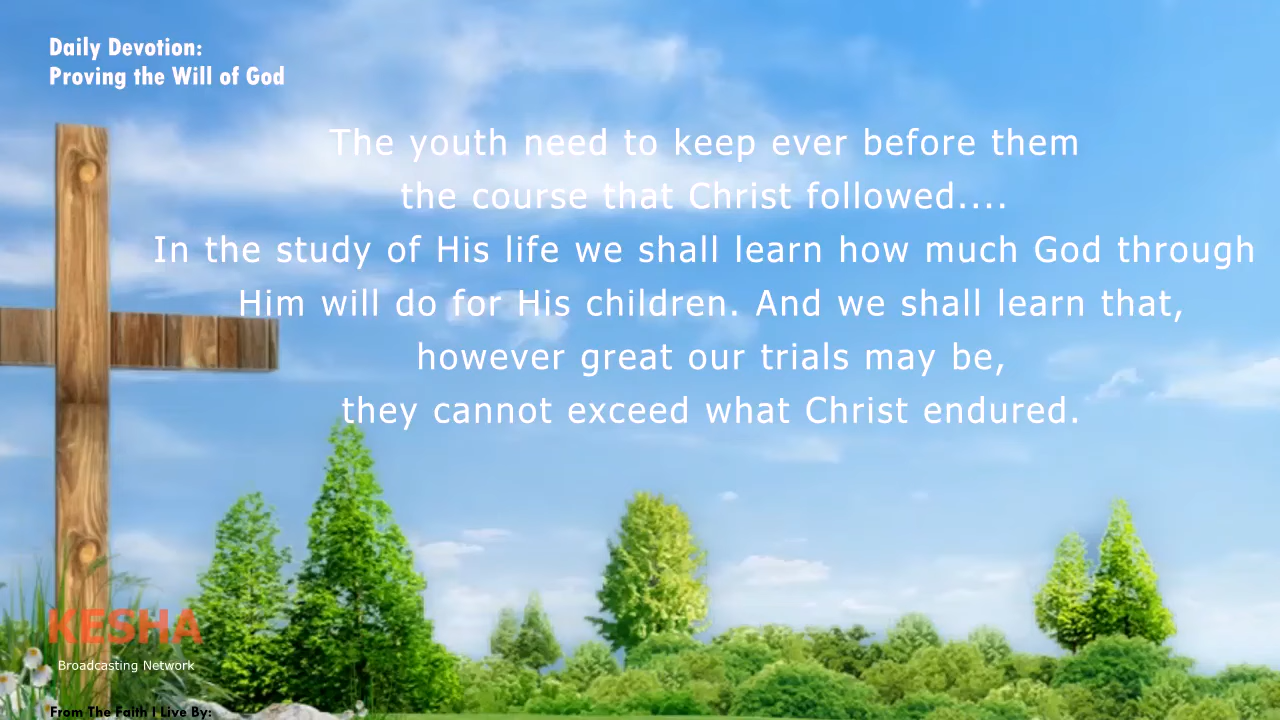 Daily Devotion:
Proving the Will of God
The youth need to keep ever before them
the course that Christ followed....
In the study of His life we shall learn how much God through
Him will do for His children. And we shall learn that,
however great our trials may be,
they cannot exceed what Christ endured.
KESHA
Broadcasting Network
From The Faith I Live By: